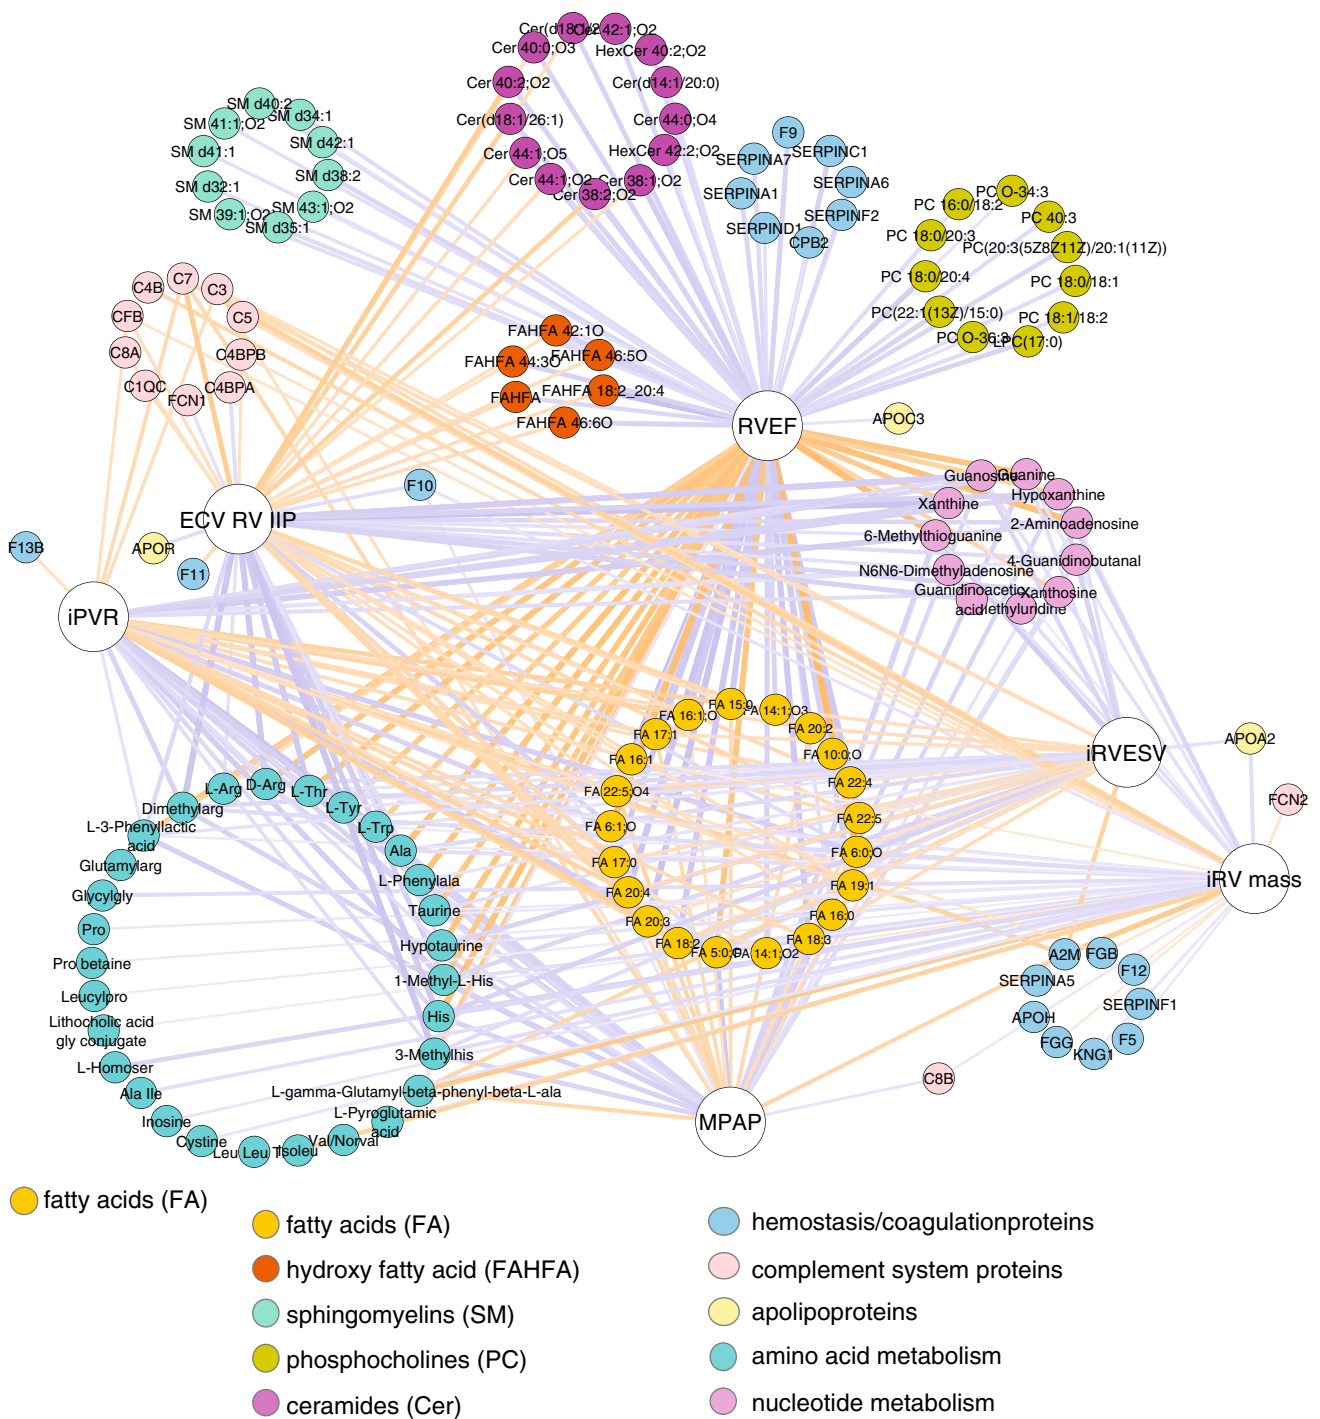 Cer 42:1;O2
Cer 40:0;O3
HexCer 40:2;O2
Cer 40:2;O2
Cer(d14:1/20:0)
Cer(d18:1/26:1)
Cer 44:0;O4
Cer 44:1;O5
HexCer 42:2;O2
Cer 44:1;O2
Cer 38:1;O2
Cer 38:2;O2
SM d40:2
SM d34:1
SM 41:1;O2
SM d42:1
SM d41:1
SM d38:2
SM d32:1
SM 43:1;O2
SM 39:1;O2
SM d35:1
F9
SERPINA7
SERPINC1
SERPINA1
SERPINA6
SERPINF2
SERPIND1
CPB2
PC O-34:3
PC 16:0/18:2
PC 40:3
PC 18:0/20:3
PC(20:3(5Z8Z11Z)/20:1(11Z))
PC 18:0/20:4
PC 18:0/18:1
PC(22:1(13Z)/15:0)
PC 18:1/18:2
PC O-36:3
LPC(17:0)
C7
C4B
C3
CFB
C5
C8A
C4BPB
C1QC
C4BPA
FCN1
FAHFA 42:1O
FAHFA 44:3O
FAHFA 46:5O
FAHFA
FAHFA 18:2_20:4
FAHFA 46:6O
RVEF
APOC3
F10
ECV RV IIP
F13B
APOR
F11
iPVR
Guanosine
Guanine
Hypoxanthine
Xanthine
2-Aminoadenosine
6-Methylthioguanine
4-Guanidinobutanal
N6N6-Dimethyladenosine
Guanidinoacetic
acid
Xanthosine
FA 15:0
FA 16:1;O
FA 14:1;O3
FA 17:1
FA 20:2
FA 16:1
FA 10:0;O
FA 22:5;O4
FA 22:4
FA 6:1;O
FA 22:5
FA 17:0
FA 6:0;O
FA 20:4
FA 19:1
FA 20:3
FA 16:0
FA 18:2
FA 18:3
FA 5:0;O
FA 14:1;O2
iRVESV
APOA2
FCN2
iRV mass
L-Arg
D-Arg
L-Thr
Dimethylarg
L-Tyr
L-3-Phenyllactic
acid
L-Trp
Ala
Glutamylarg
L-Phenylala
Glycylgly
Taurine
Pro
Hypotaurine
Pro betaine
1-Methyl-L-His
Leucylpro
His
Lithocholic acid
gly conjugate
3-Methylhis
L-Homoser
L-gamma-Glutamyl-beta-phenyl-beta-L-ala
Ala Ile
L-Pyroglutamic
acid
Inosine
Val/Norval
Cystine
Leu Leu T
Isoleu
A2M
FGB
F12
SERPINA5
SERPINF1
APOH
FGG
F5
KNG1
C8B
MPAP
fatty acids (FA)
fatty acids (FA)
hydroxy fatty acid (FAHFA)
sphingomyelins (SM)
phosphocholines (PC)
ceramides (Cer)
hemostasis/coagulationproteins
complement system proteins
apolipoproteins
amino acid metabolism
nucleotide metabolism